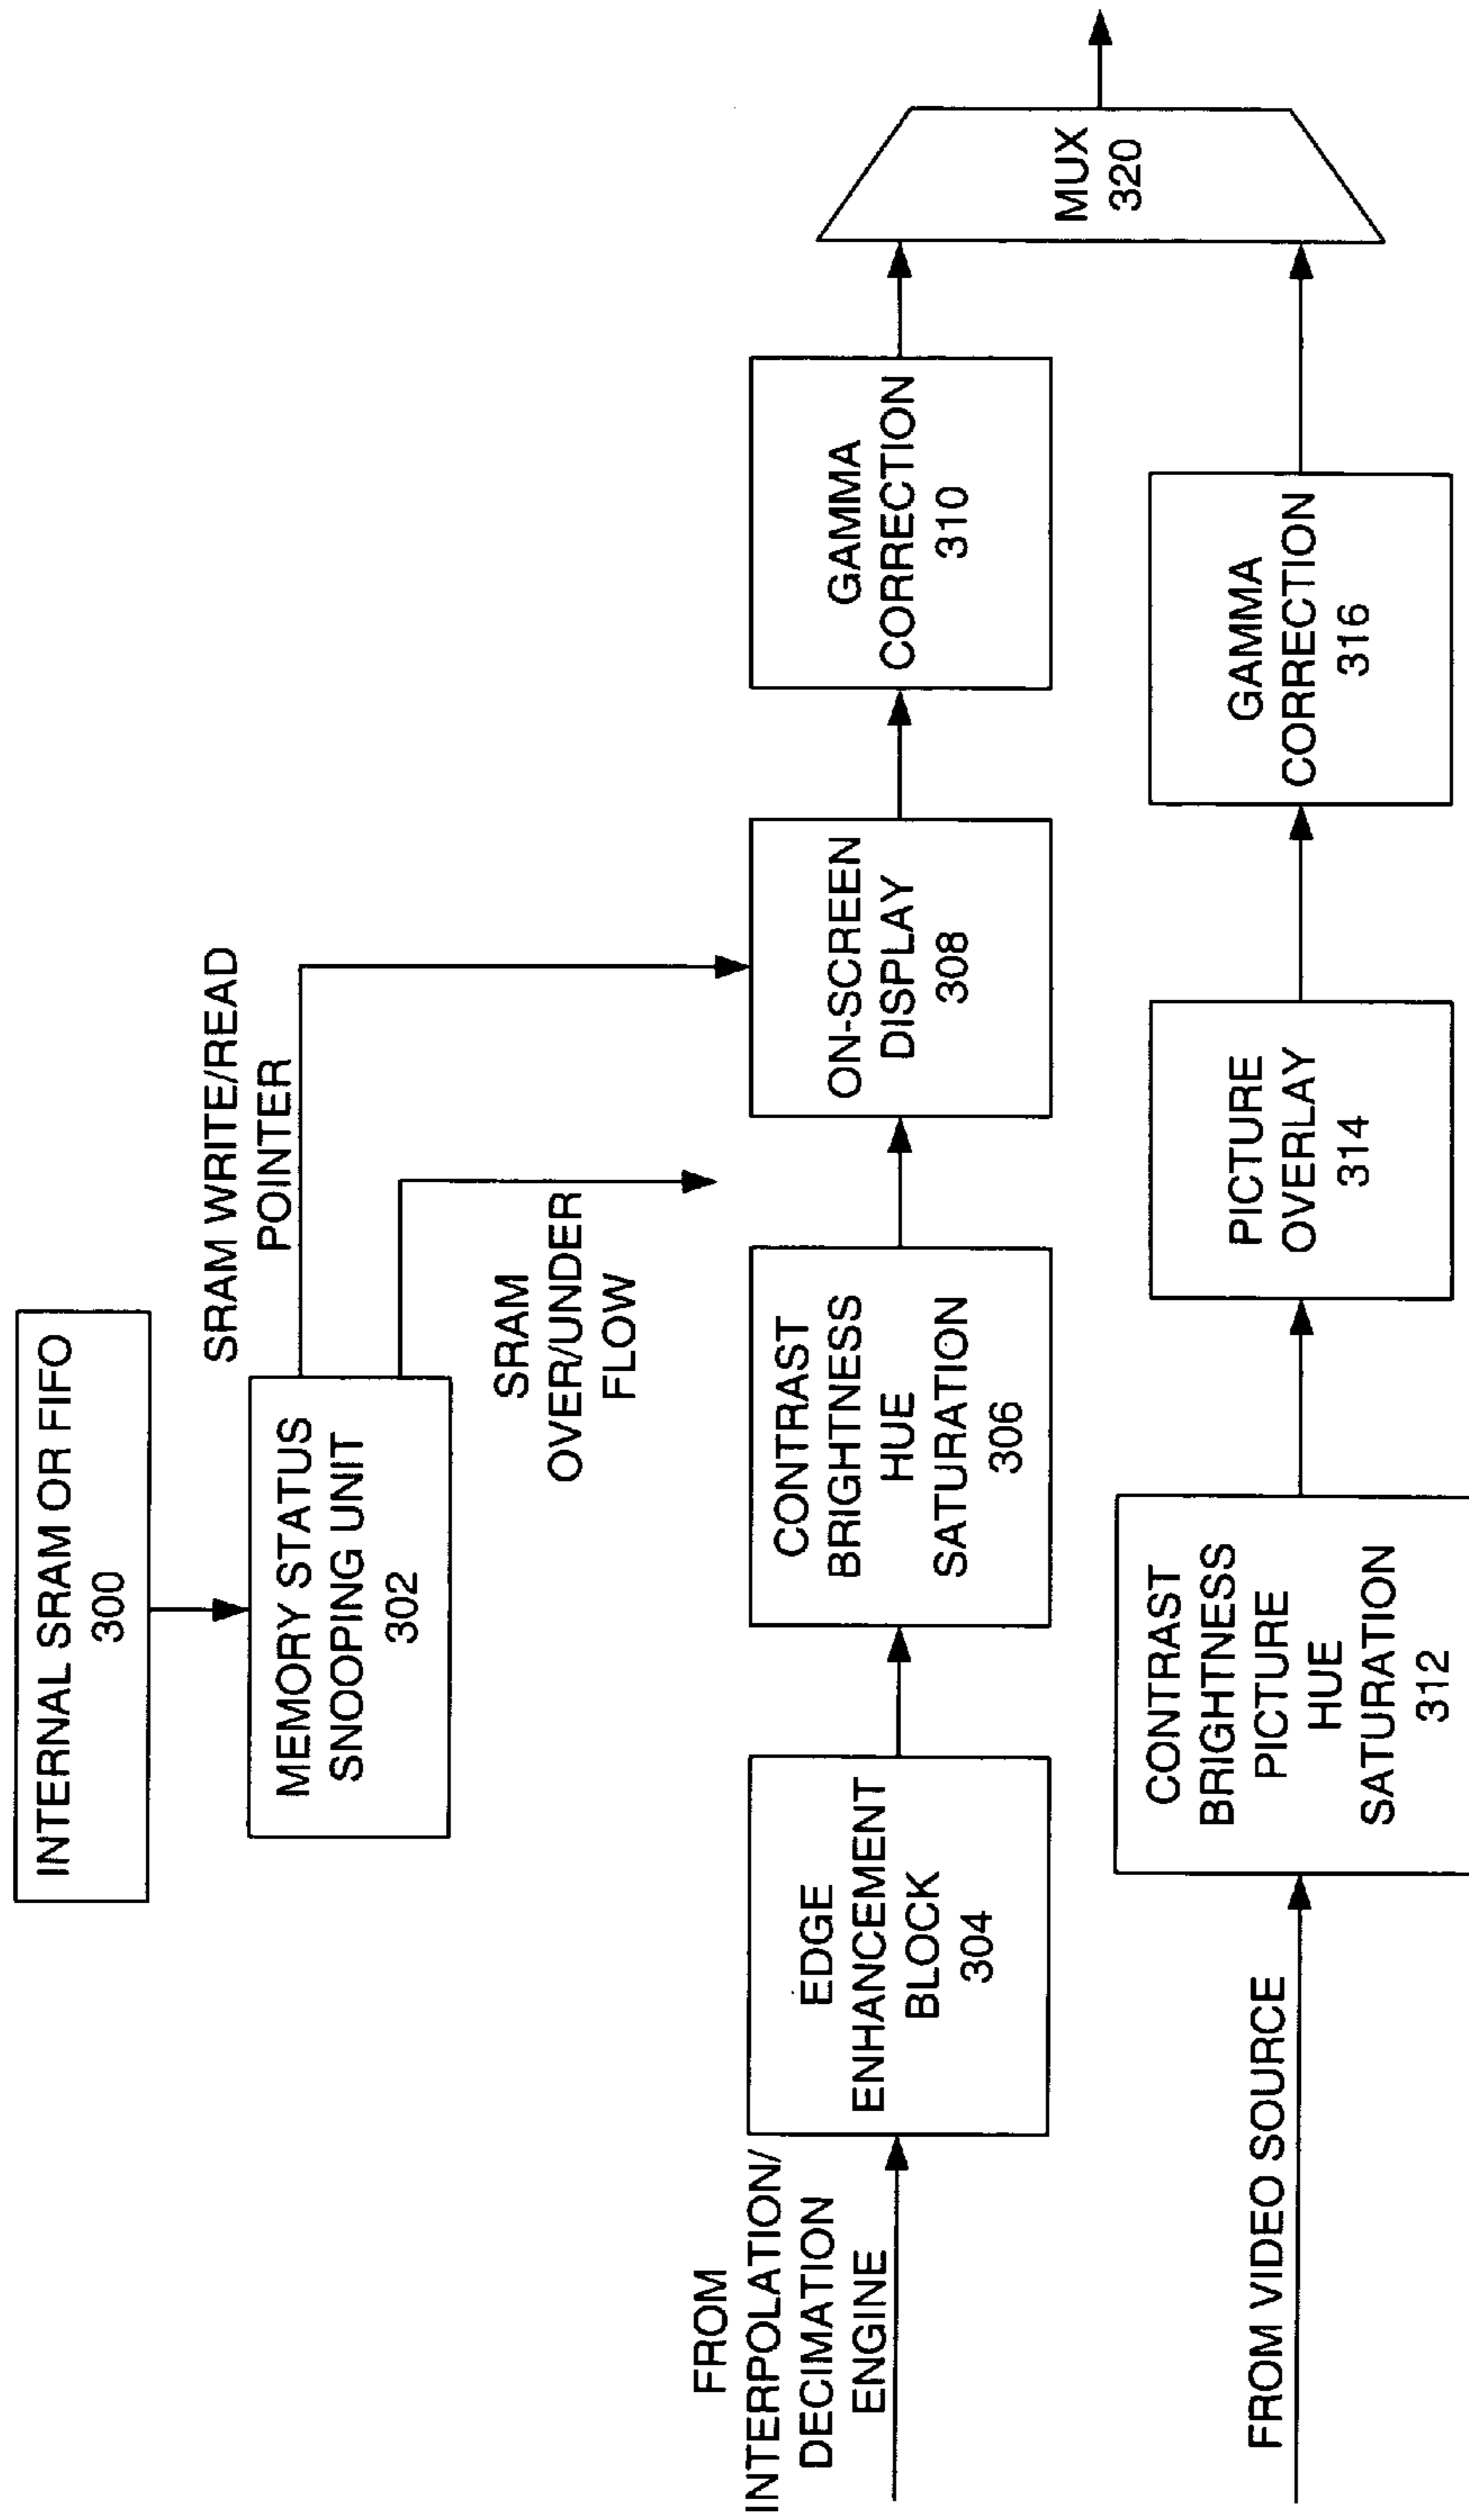 INTERNAL SRAM OR FIFO
300
MEMORY STATUS
SNOOPING UNIT
302
SRAM WRITE/READ
POINTER
SRAM
OVER/UNDER
FLOW
FROM
INTERPOLATION/
DECIMATION
ENGINE
EDGE
ENHANCEMENT
BLOCK
304
CONTRAST
BRIGHTNESS
HUE
SATURATION
306
ON-SCREEN
DISPLAY
308
GAMMA
CORRECTION
310
FROM VIDEO SOURCE
CONTRAST
BRIGHTNESS
PICTURE
HUE
SATURATION
312
PICTURE
OVERLAY
314
GAMMA
CORRECTION
316
MUX
320